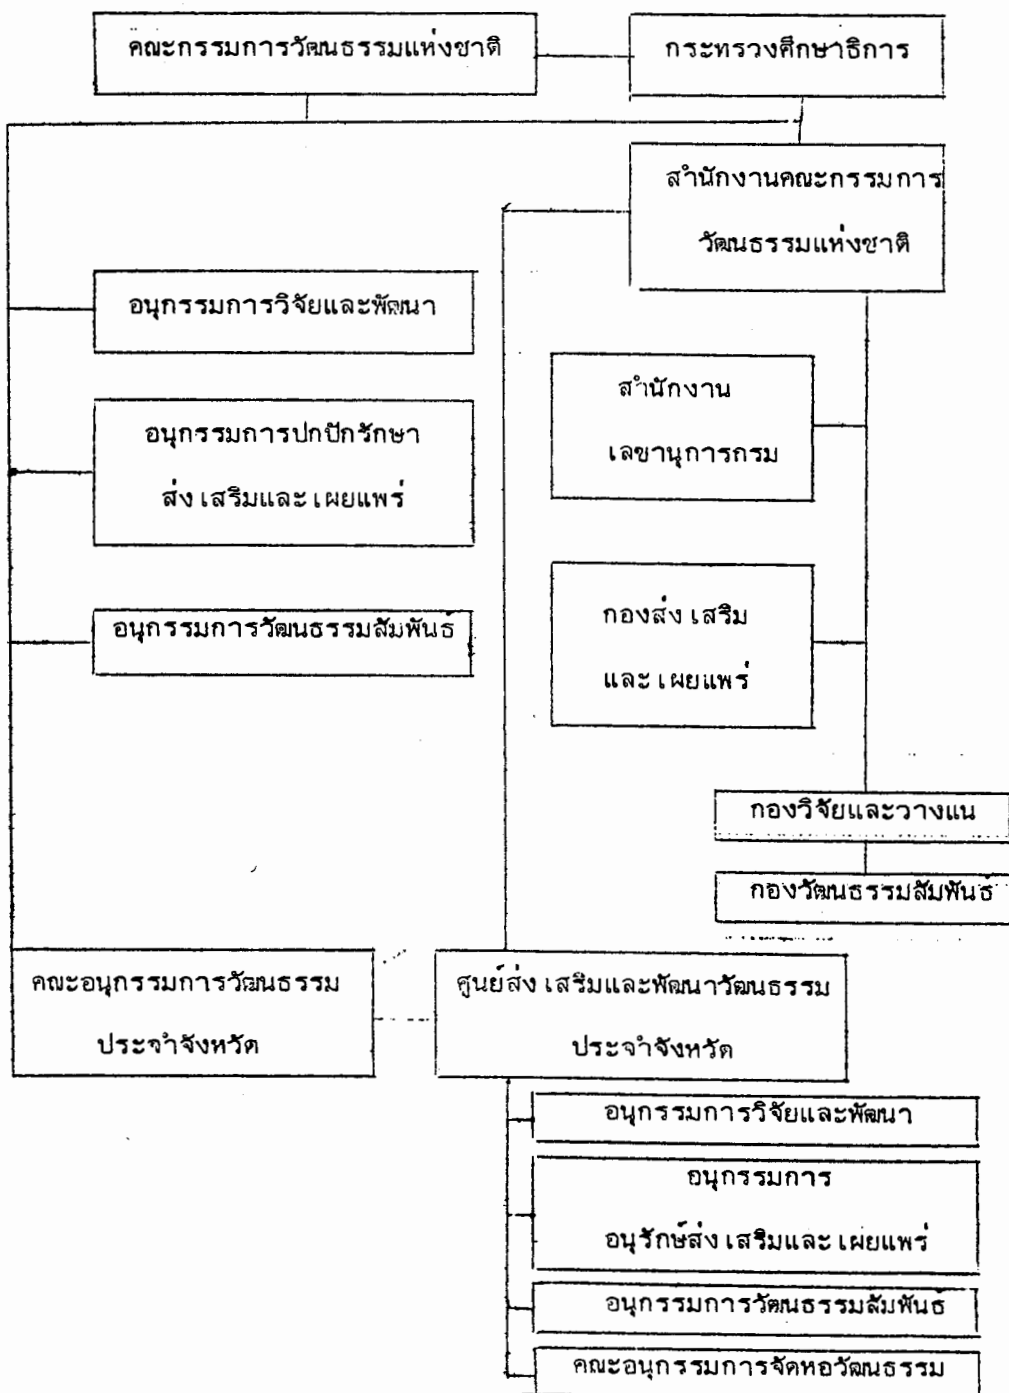 คณะกรรมการวัฒนธรรมแห่งชาติ
กระทรวงศึกษาธิการ
สำนักงานคณะกรรมการ
วัฒนธรรมแห่งชาติ
อนุกรรมการวิจัยและพัฒนา
สำนักงาน
เลขานุการกรม
อนุกรรมการปกปักรักษา
ส่งเสริมและเผยแพร่
กองส่งเสริม
และเผยแพร่
อนุกรรมการวัฒนธรรมสัมพันธ์
กองวิจัยและวางแน
กองวัฒนธรรมสัมพันธ์
คณะอนุกรรมการวัฒนธรรม
ประจำจังหวัด
ศูนย์ส่งเสริมและพัฒนาวัฒนธรรม
ประจำจังหวัด
อนุกรรมการวิจัยและพัฒนา
อนุกรรมการ
อนุรักษ์ส่งเสริมและเผยแพร่
อนุกรรมการวัฒนธรรมสัมพันธ์
คณะอนุกรรมการจัดหอวัฒนธรรม